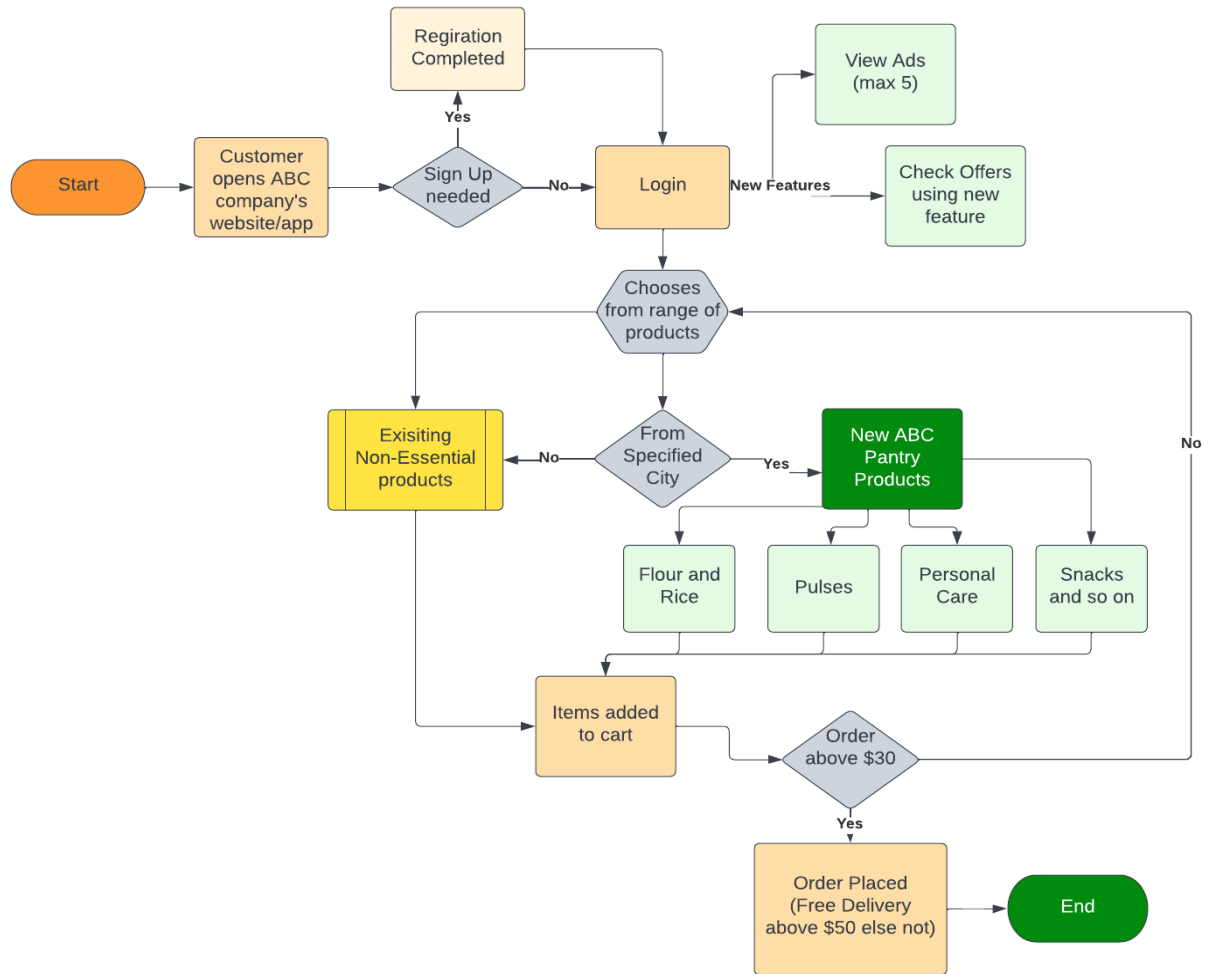 Regiration
Completed
View Ads
(max 5)
Yes
Start
Customer
opens ABC
company's
website/app
Sign Up
needed
No
Login
New Features
Check Offers
using new
feature
Chooses
from range of
products
Exisiting
Non-Essential
products
No
From
Specified
City
Yes
New ABC
Pantry
Products
No
Flour and
Rice
Pulses
Personal
Care
Snacks
and so on
Items added
to cart
Order
above $30
Yes
Order Placed
(Free Delivery
above $50 else not)
End